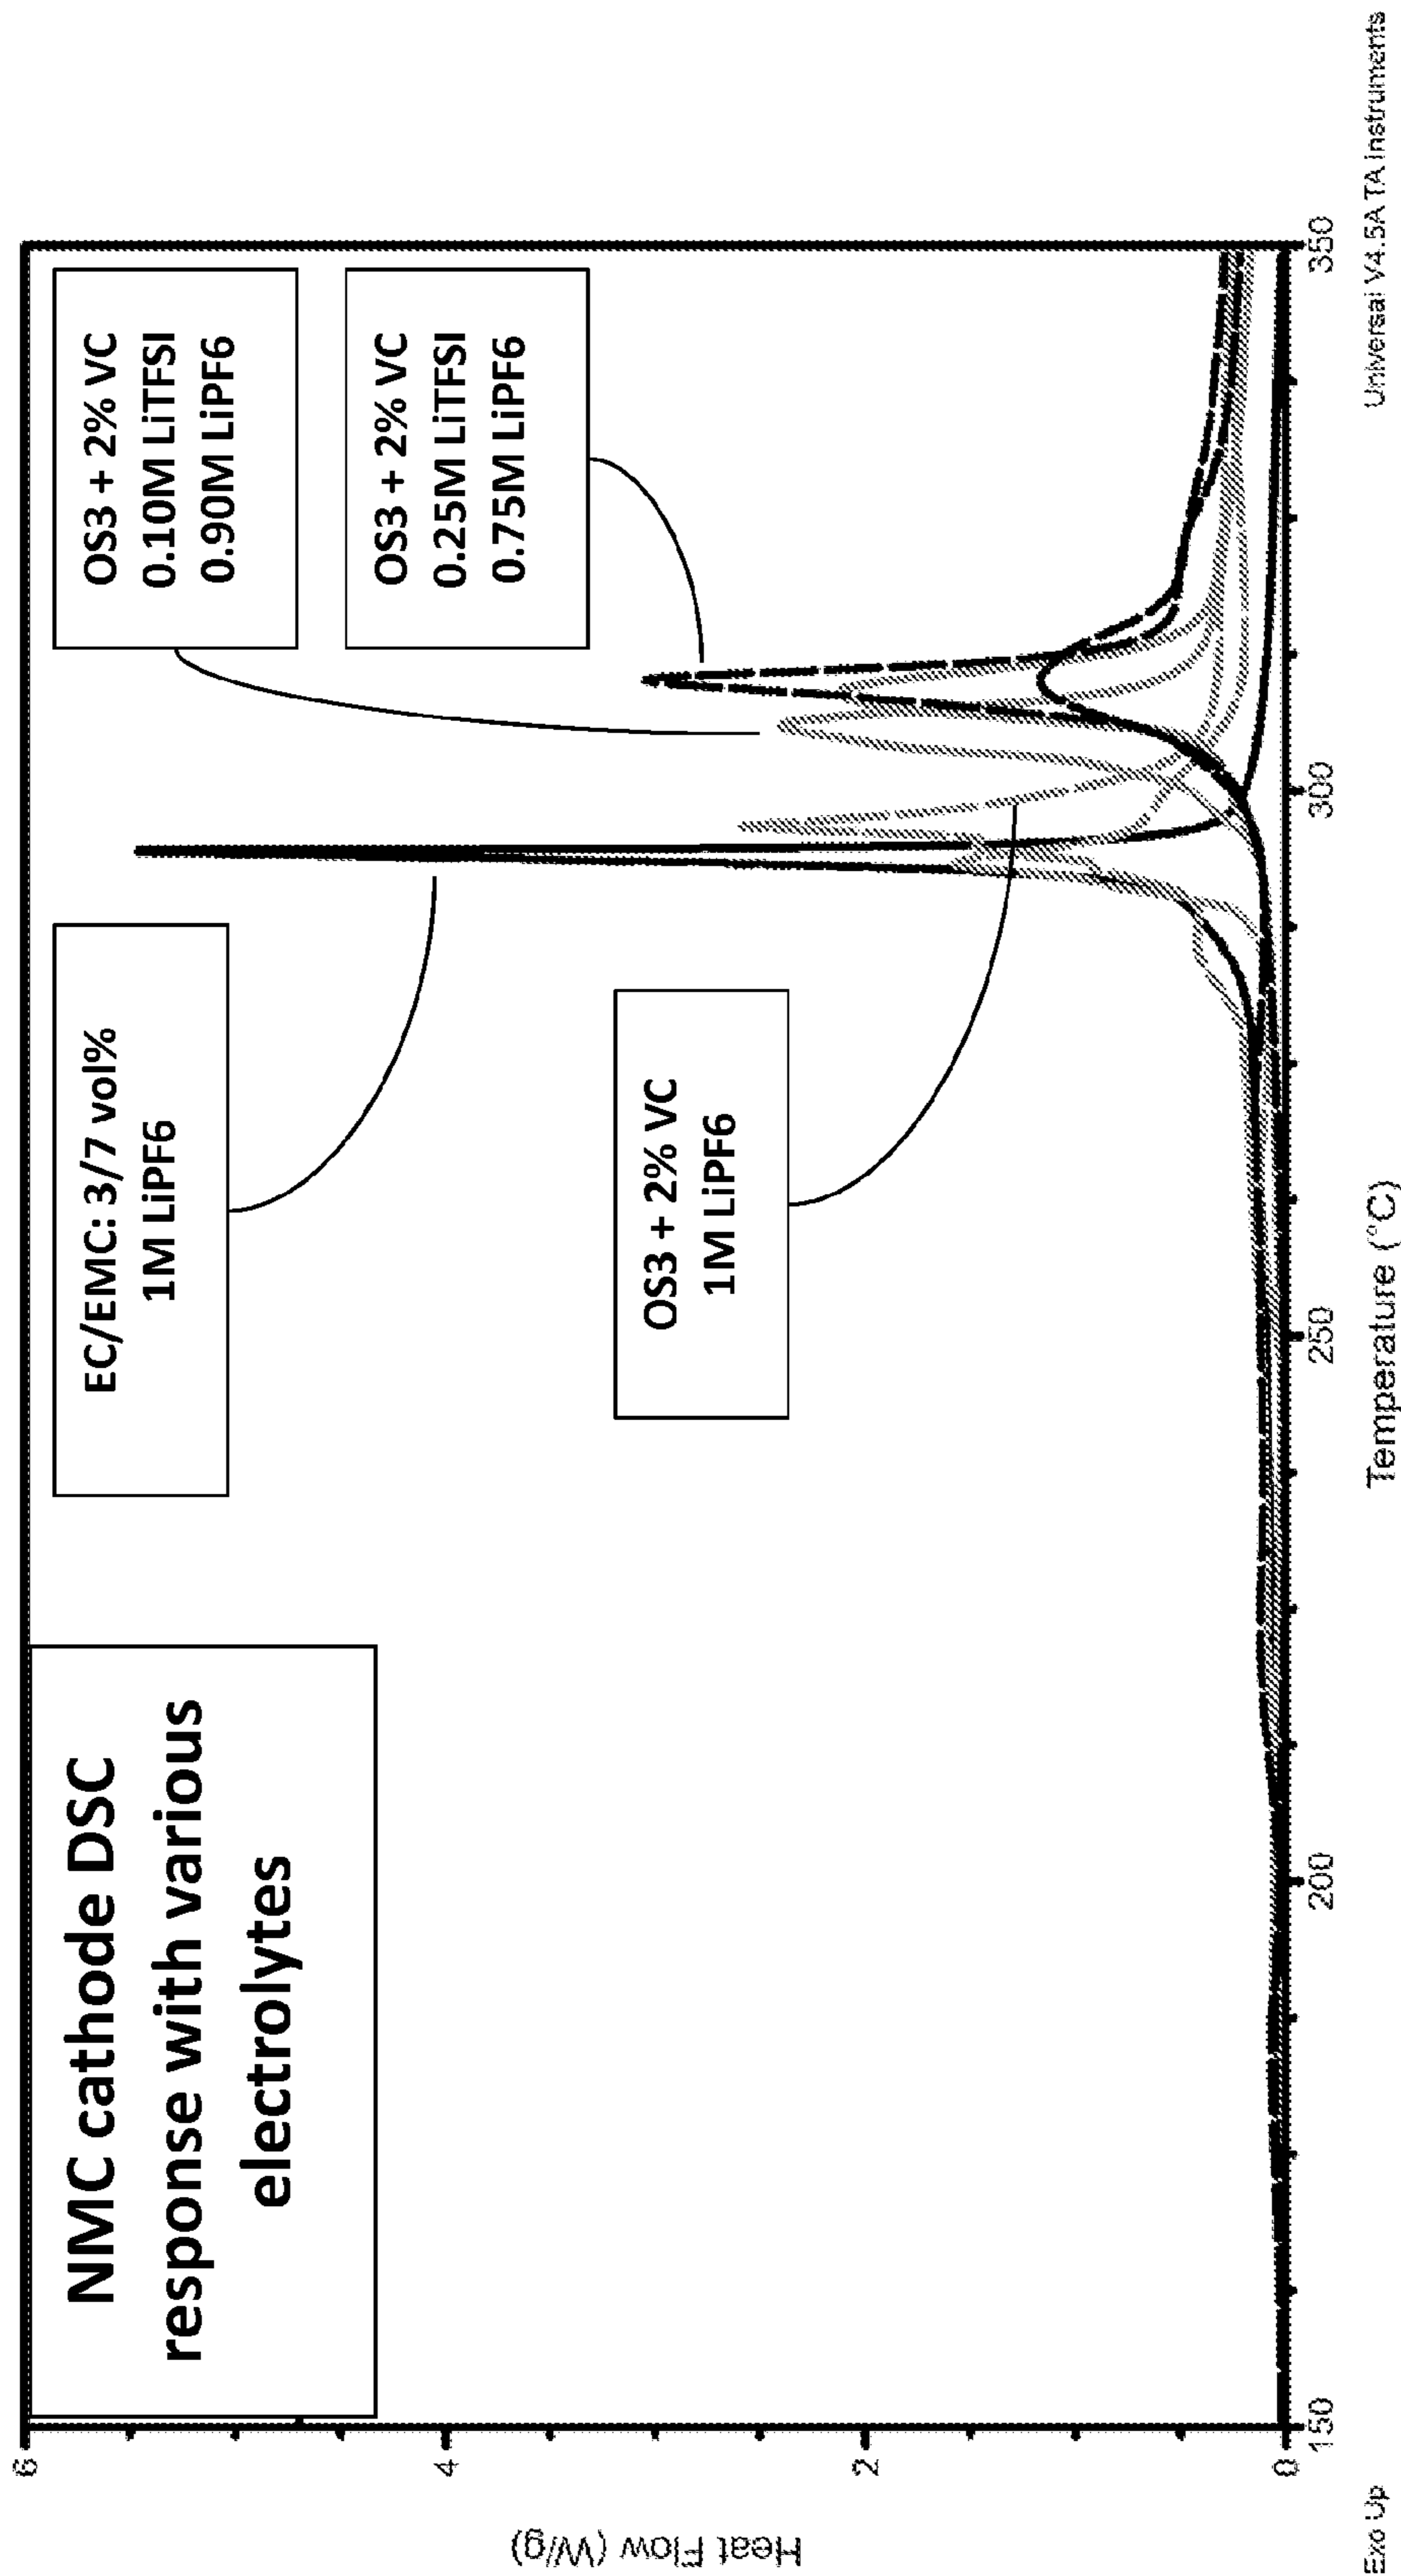 NMC cathode DSC
response with various
electrolytes
EC/EMC: 3/7 vol%
1M LiPF6
OS3 + 2% VC
0.10M LiTFSI
0.90M LiPF6
OS3 + 2% VC
0.25M LiTFSI
0.75M LiPF6
OS3 + 2% VC
1M LiPF6
Heat Flow (W/g)
6
4
2
0
150
200
250
300
350
Exo Up
Temperature (°C)
Universal V4.5A TA Instruments